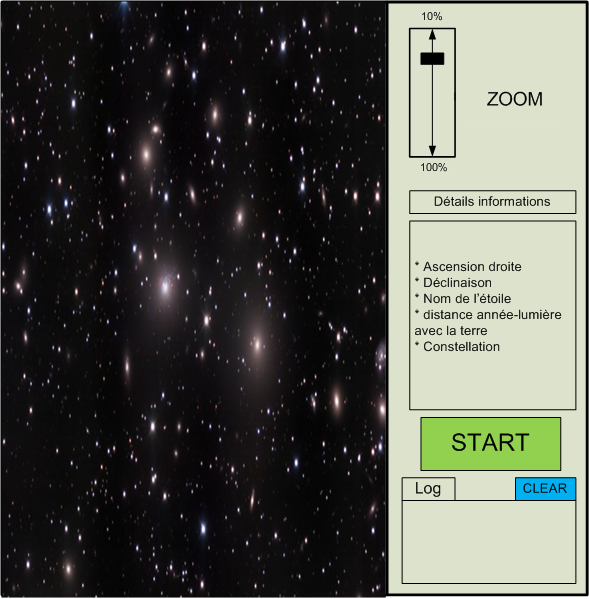 10%
ZOOM
100%
Détails informations
* Ascension droite
* Déclinaison
* Nom de l'étoile
* distance année-lumière
avec la terre
* Constellation
START
Log
CLEAR